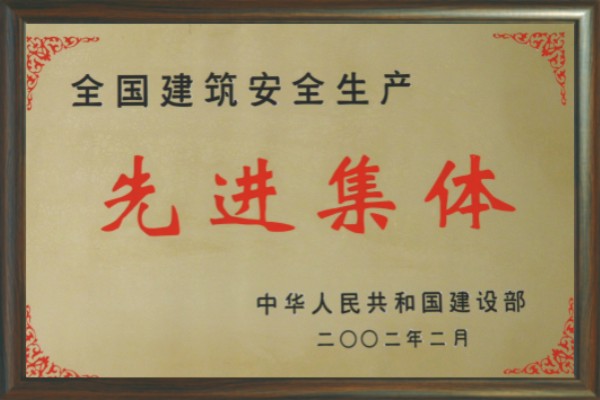 全国建筑安全生产
先进集体
中华人民共和国建设部
二〇〇二年二月